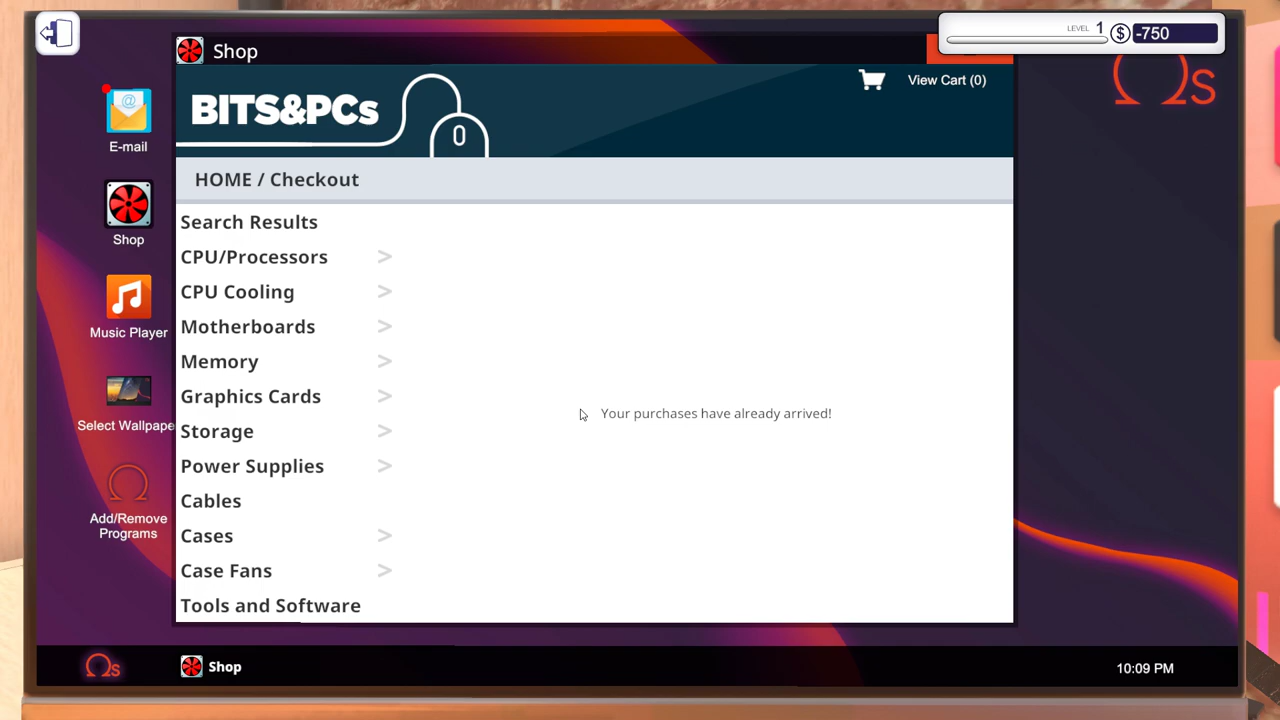 LEVEL 1 $ -750
Shop
BITS&PCs
View Cart (0)
HOME / Checkout
E-mail
Shop
Music Player
Select Wallpape
Add/Remove
Programs
Search Results
CPU/Processors >
CPU Cooling >
Motherboards >
Memory >
Graphics Cards >
Storage >
Power Supplies >
Cables
Cases >
Case Fans >
Tools and Software
Your purchases have already arrived!
Ωs
Ωs
Shop
10:09 PM